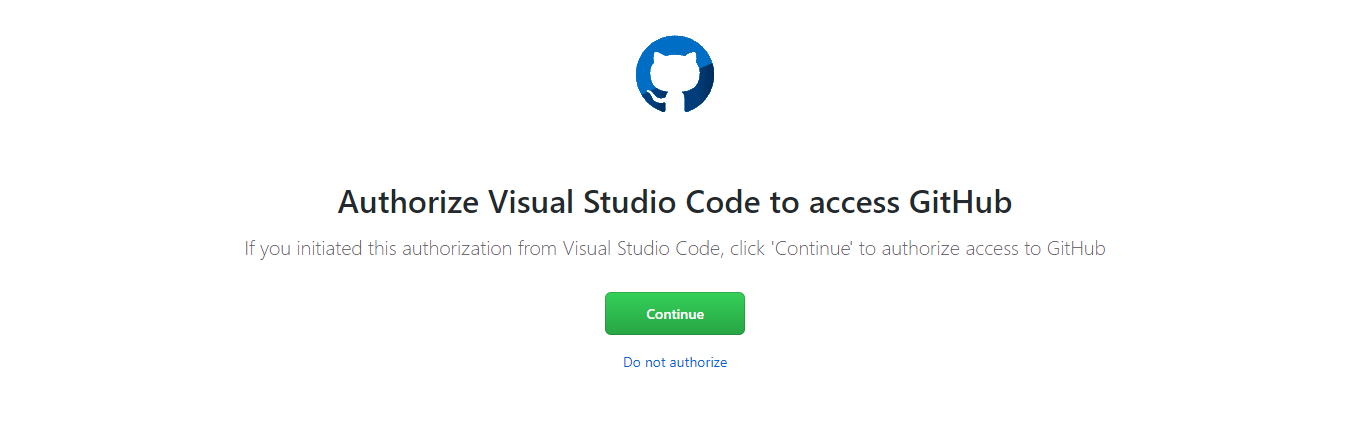 Authorize Visual Studio Code to access GitHub
If you initiated this authorization from Visual Studio Code, click 'Continue' to authorize access to GitHub
Continue
Do not authorize